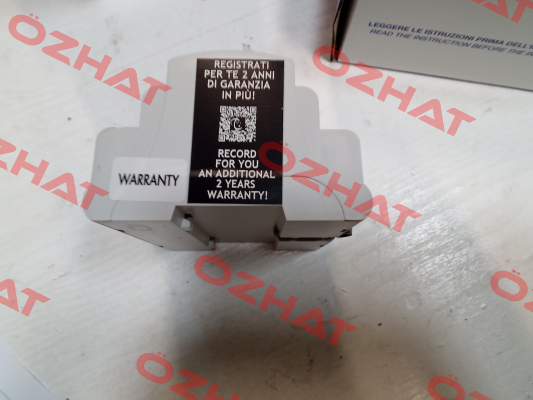 LEGGERE LE ISTRUZIONI PRIMA DELL'
READ THE INSTRUCTION BEFORE THE
REGISTRATI
PER TE 2 ANNI
DI GARANZIA
IN PIÙ!
RECORD
FOR YOU
AN ADDITIONAL
2 YEARS
WARRANTY!
WARRANTY
ÖZHAT
ÖZHAT
ÖZHAT
ÖZHAT
ÖZHAT
ÖZHAT